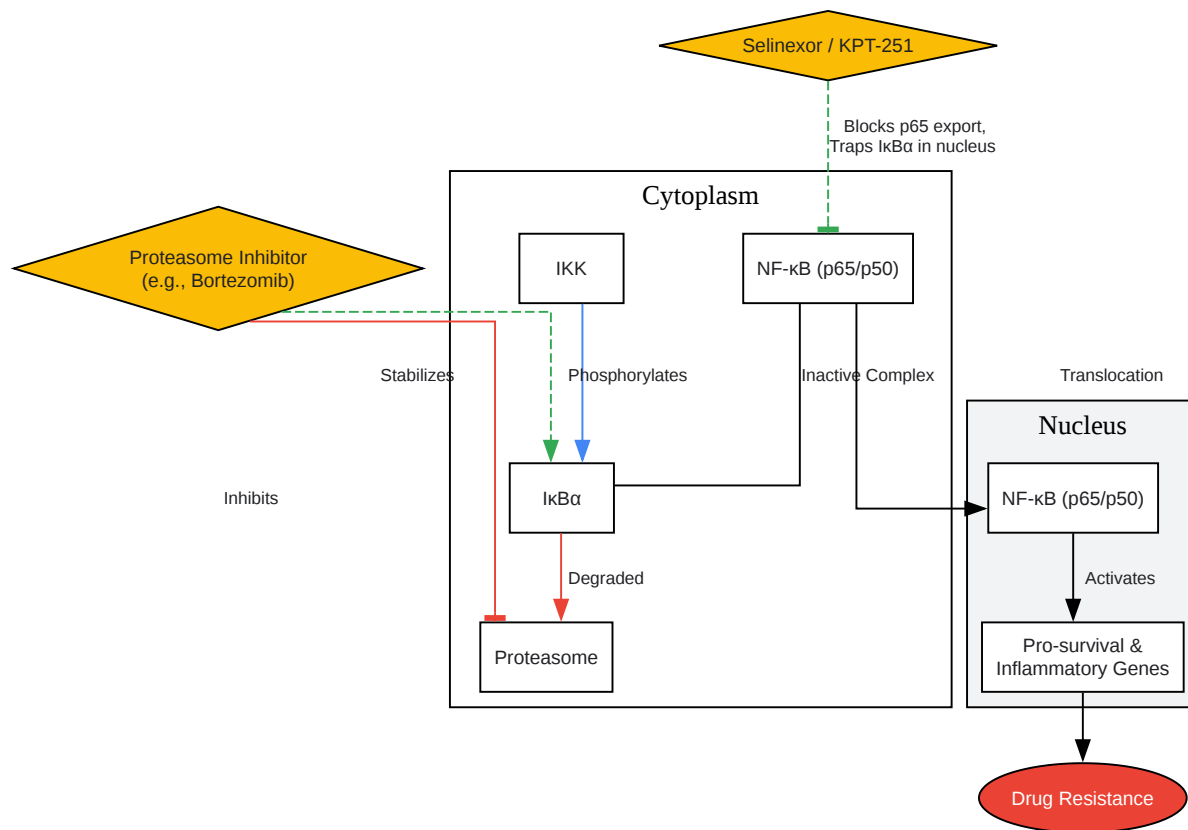 Selinexor / KPT-251
Blocks p65 export,
Traps IκBα in nucleus
Cytoplasm
Proteasome Inhibitor
(e.g., Bortezomib)
IKK
NF-κB (p65/p50)
Stabilizes
Phosphorylates
Inactive Complex
Translocation
Nucleus
Inhibits
IκBα
NF-κB (p65/p50)
Degraded
Activates
Proteasome
Pro-survival &
Inflammatory Genes
Drug Resistance